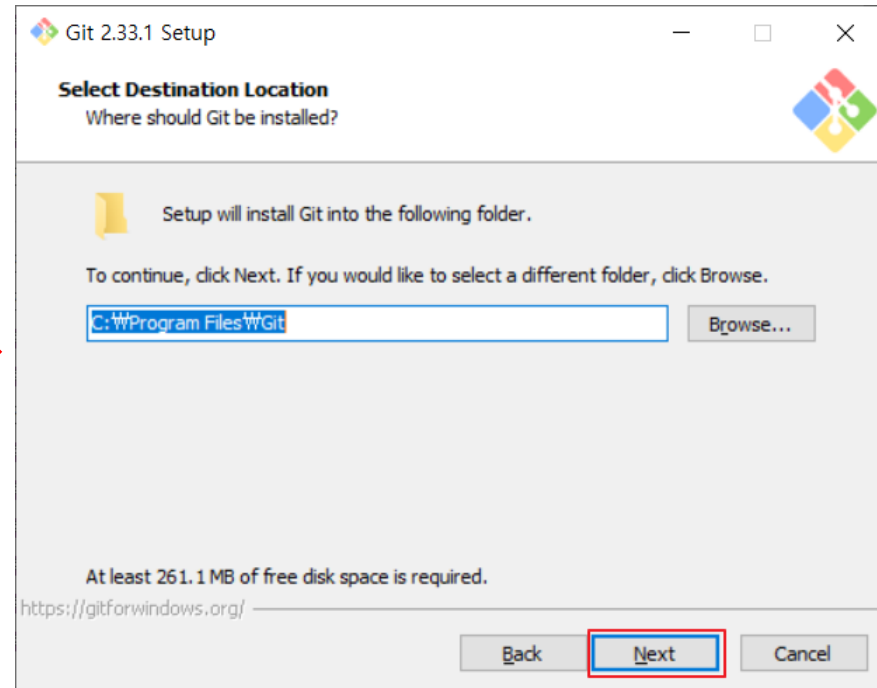 Git 2.33.1 Setup
Select Destination Location
Where should Git be installed?
Setup will install Git into the following folder.
To continue, click Next. If you would like to select a different folder, click Browse.
C:₩Program Files₩Git
Browse...
At least 261.1 MB of free disk space is required.
https://gitforwindows.org/
Back Next Cancel